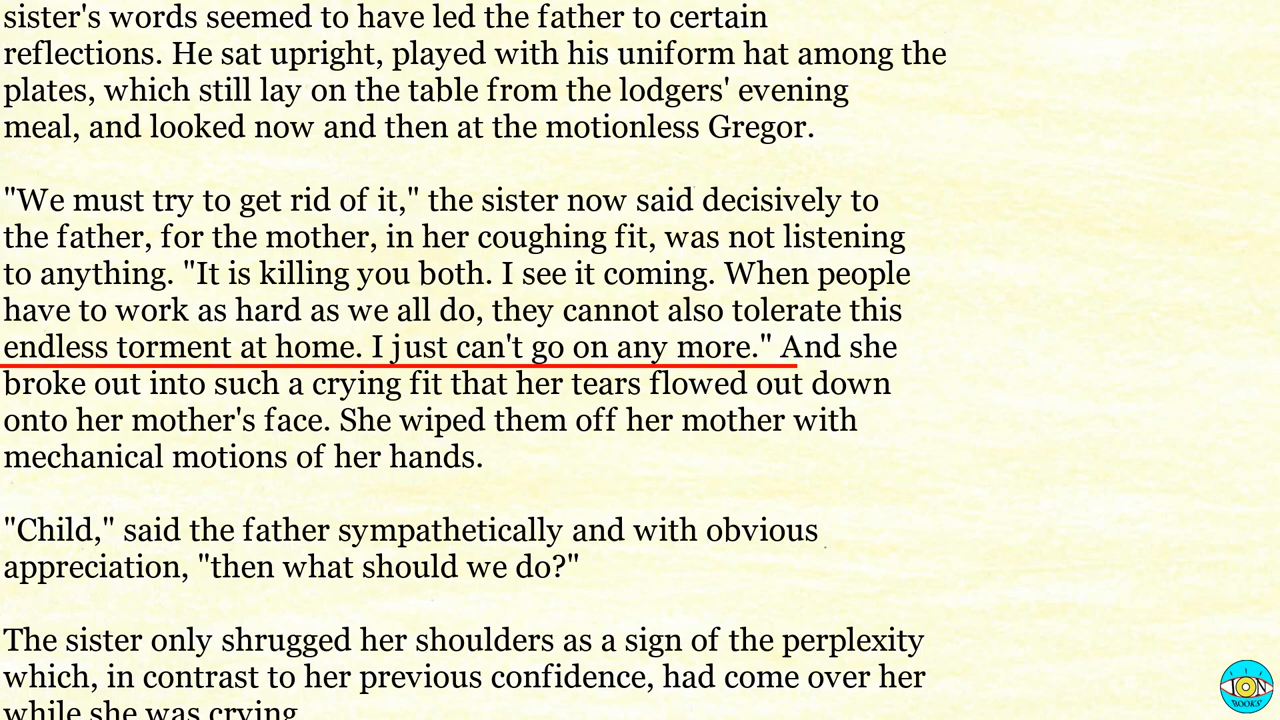 sister's words seemed to have led the father to certain
reflections. He sat upright, played with his uniform hat among the
plates, which still lay on the table from the lodgers' evening
meal, and looked now and then at the motionless Gregor.
"We must try to get rid of it," the sister now said decisively to
the father, for the mother, in her coughing fit, was not listening
to anything. "It is killing you both. I see it coming. When people
have to work as hard as we all do, they cannot also tolerate this
endless torment at home. I just can't go on any more." And she
broke out into such a crying fit that her tears flowed out down
onto her mother's face. She wiped them off her mother with
mechanical motions of her hands.
"Child," said the father sympathetically and with obvious
appreciation, "then what should we do?"
The sister only shrugged her shoulders as a sign of the perplexity
which, in contrast to her previous confidence, had come over her
while she was crying
ION
BOOKS